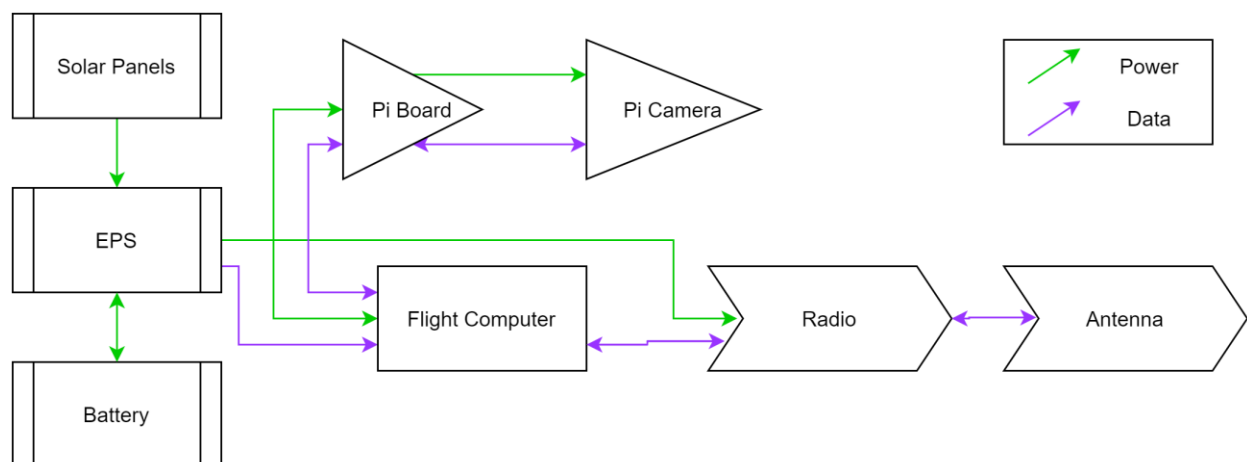 Solar Panels
Pi Board
Pi Camera
Power
Data
EPS
Flight Computer
Radio
Antenna
Battery